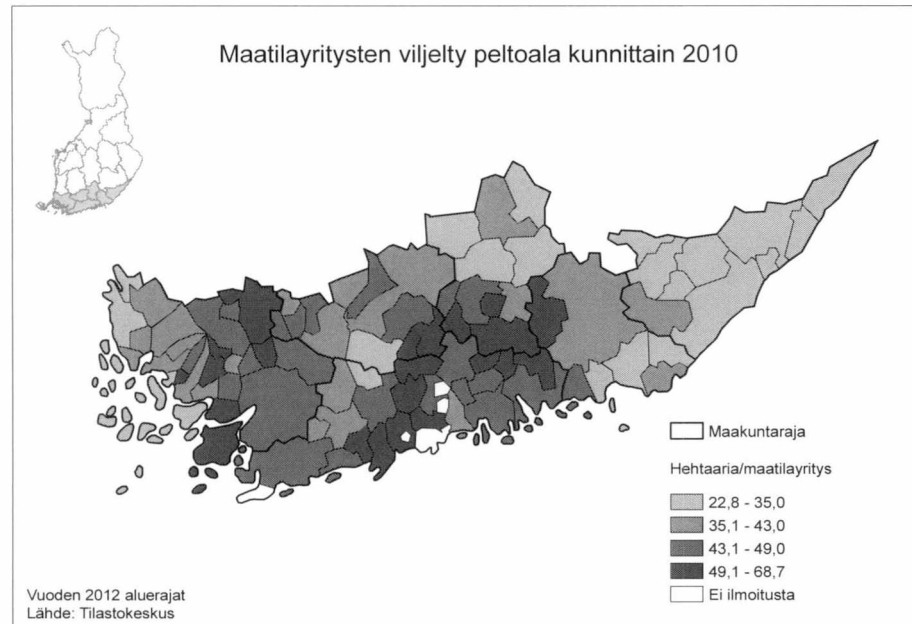 Maatilayritysten viljelty peltoala kunnittain 2010
Maakuntaraja
Hehtaaria/maatilayritys
22,8 - 35,0
35,1 - 43,0
43,1 - 49,0
49,1 - 68,7
Ei ilmoitusta
Vuoden 2012 aluerajat
Lähde: Tilastokeskus